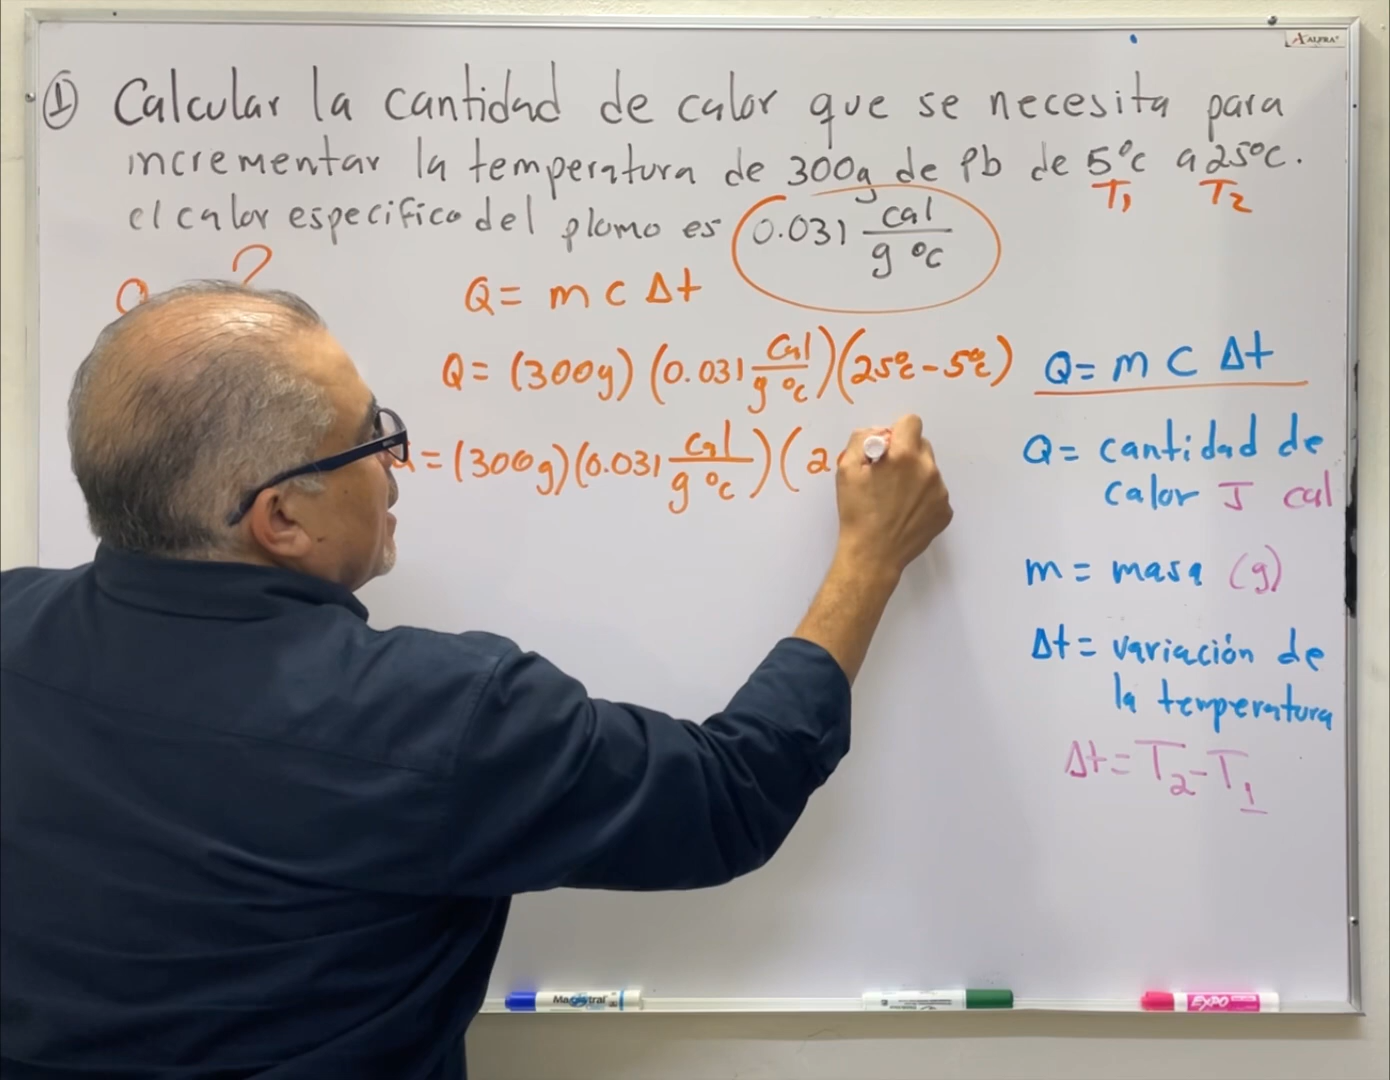 ALFRA
① Calcular la cantidad de calor que se necesita para
incrementar la temperatura de 300g de Pb de 5°c a 25°c.
T₁ T₂
el calor especifico del plomo es 0.031 cal/g °c
?
Q = m c Δt
Q = (300g) (0.031 cal/g °c) (25°c - 5°c)
= (300g) (0.031 cal/g °c) (2
Q = m c Δt
Q = cantidad de
calor J cal
m = masa (g)
Δt = variación de
la temperatura
Δt = T₂ - T₁
Magistral
EXPO